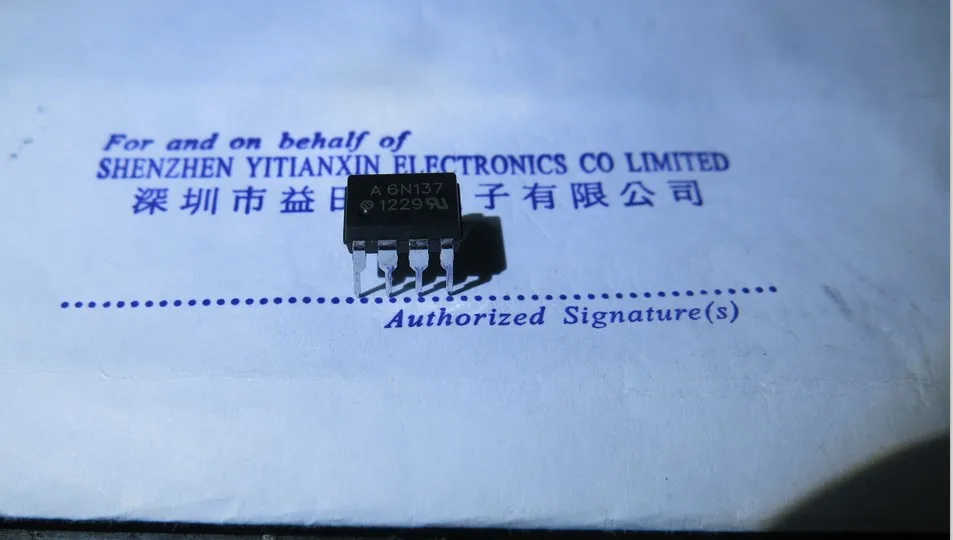 For and on behalf of
SHENZHEN YITIANXIN ELECTRONICS CO LIMITED
深圳市益 子有限公司
A 6N137
1229
Authorized Signature(s)